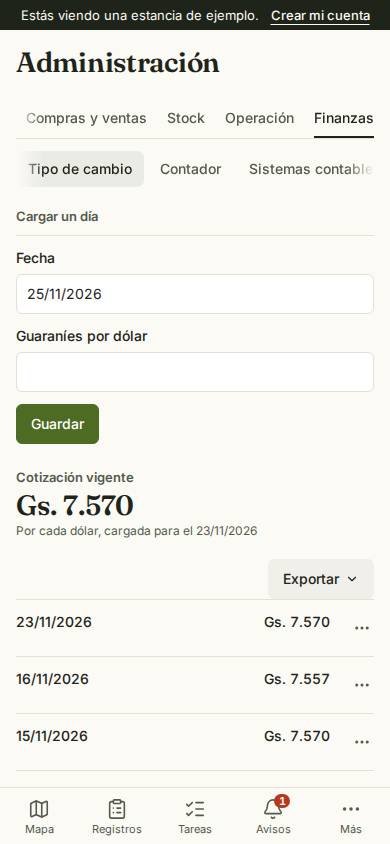 Estás viendo una estancia de ejemplo. Crear mi cuenta
Administración
Compras y ventas Stock Operación Finanzas
Tipo de cambio Contador Sistemas contable
Cargar un día
Fecha
25/11/2026
Guaraníes por dólar
Guardar
Cotización vigente
Gs. 7.570
Por cada dólar, cargada para el 23/11/2026
Exportar
23/11/2026 Gs. 7.570
16/11/2026 Gs. 7.557
15/11/2026 Gs. 7.570
1
Mapa Registros Tareas Avisos Más